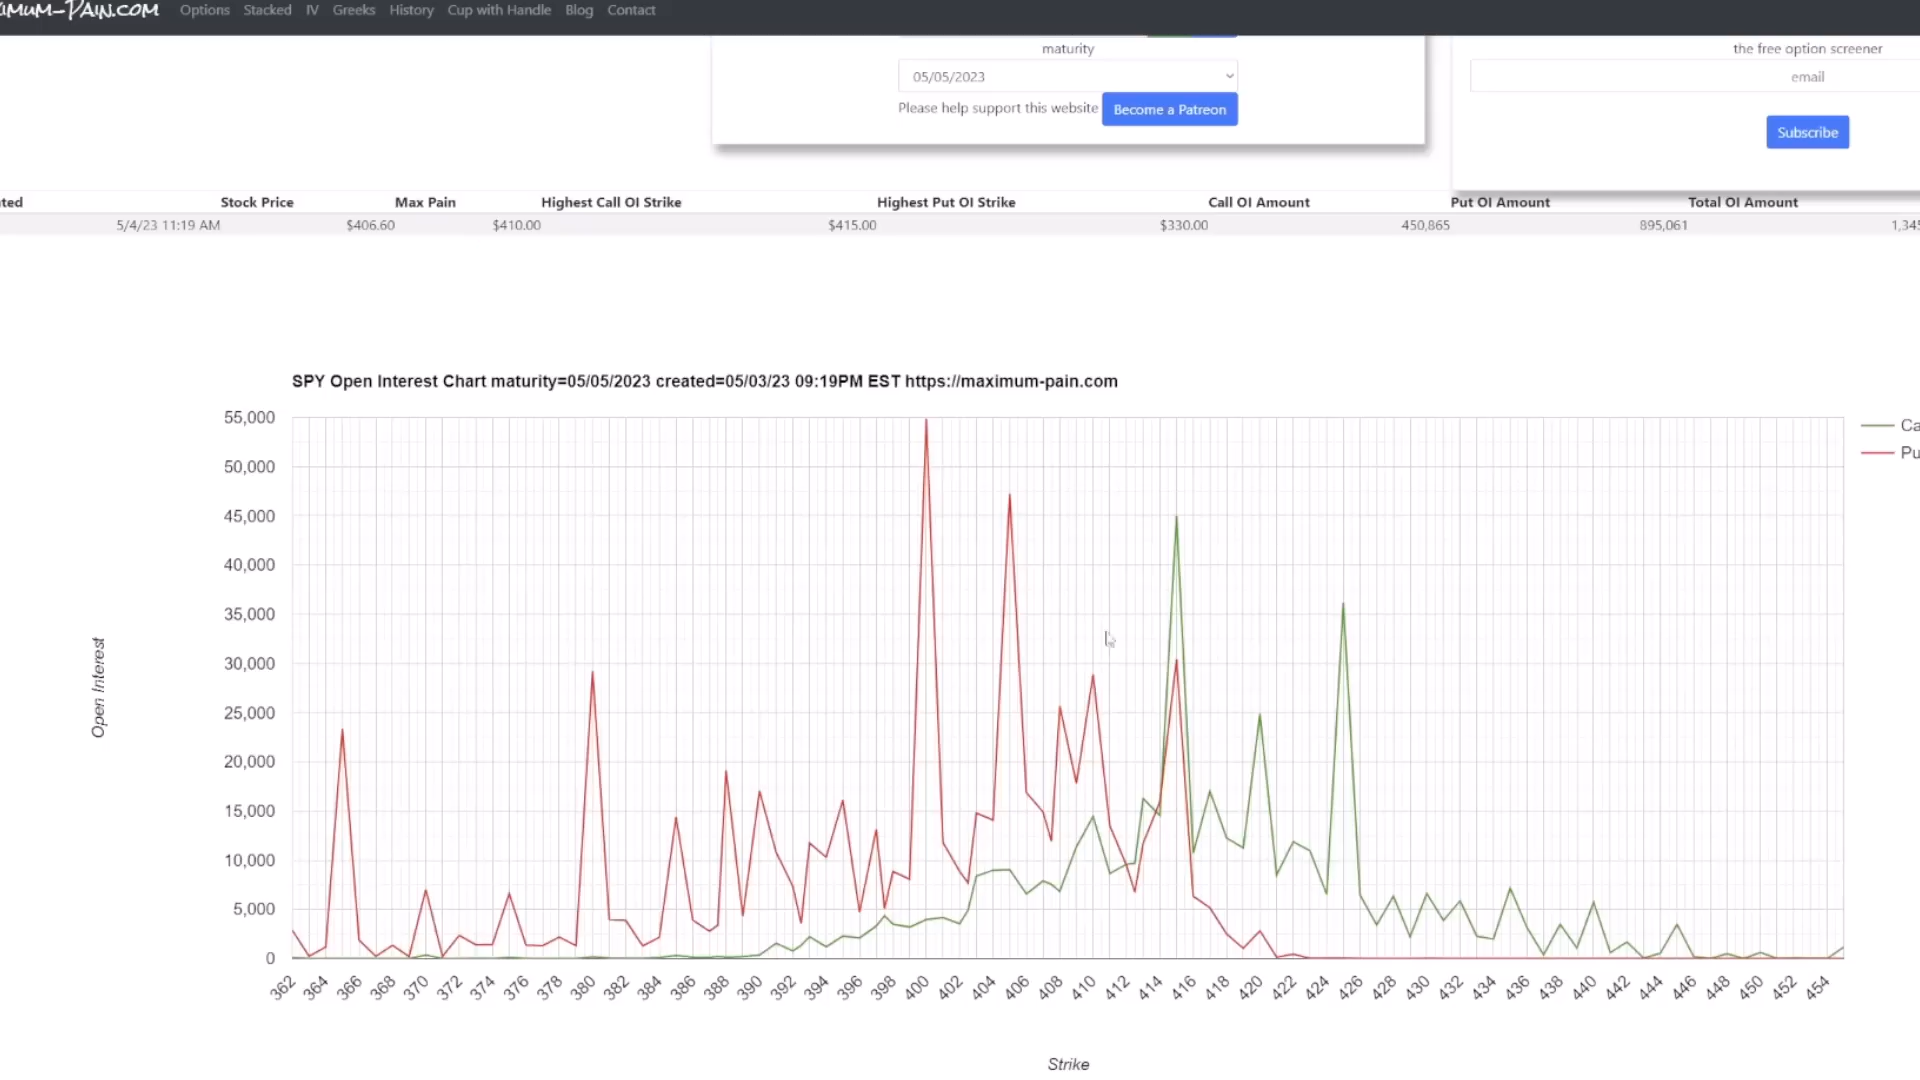 IMUM-PAIN.COM Options Stacked IV Greeks History Cup with Handle Blog Contact
maturity
05/05/2023
Please help support this website Become a Patreon
the free option screener
email
Subscribe
ted Stock Price Max Pain Highest Call OI Strike Highest Put OI Strike Call OI Amount Put OI Amount Total OI Amount
5/4/23 11:19 AM $406.60 $410.00 $415.00 $330.00 450,865 895,061 1,345
SPY Open Interest Chart maturity=05/05/2023 created=05/03/23 09:19PM EST https://maximum-pain.com
55,000
50,000
45,000
40,000
35,000
30,000
25,000
20,000
15,000
10,000
5,000
0
Open Interest
Ca
Pu
362 364 366 368 370 372 374 376 378 380 382 384 386 388 390 392 394 396 398 400 402 404 406 408 410 412 414 416 418 420 422 424 426 428 430 432 434 436 438 440 442 444 446 448 450 452 454
Strike